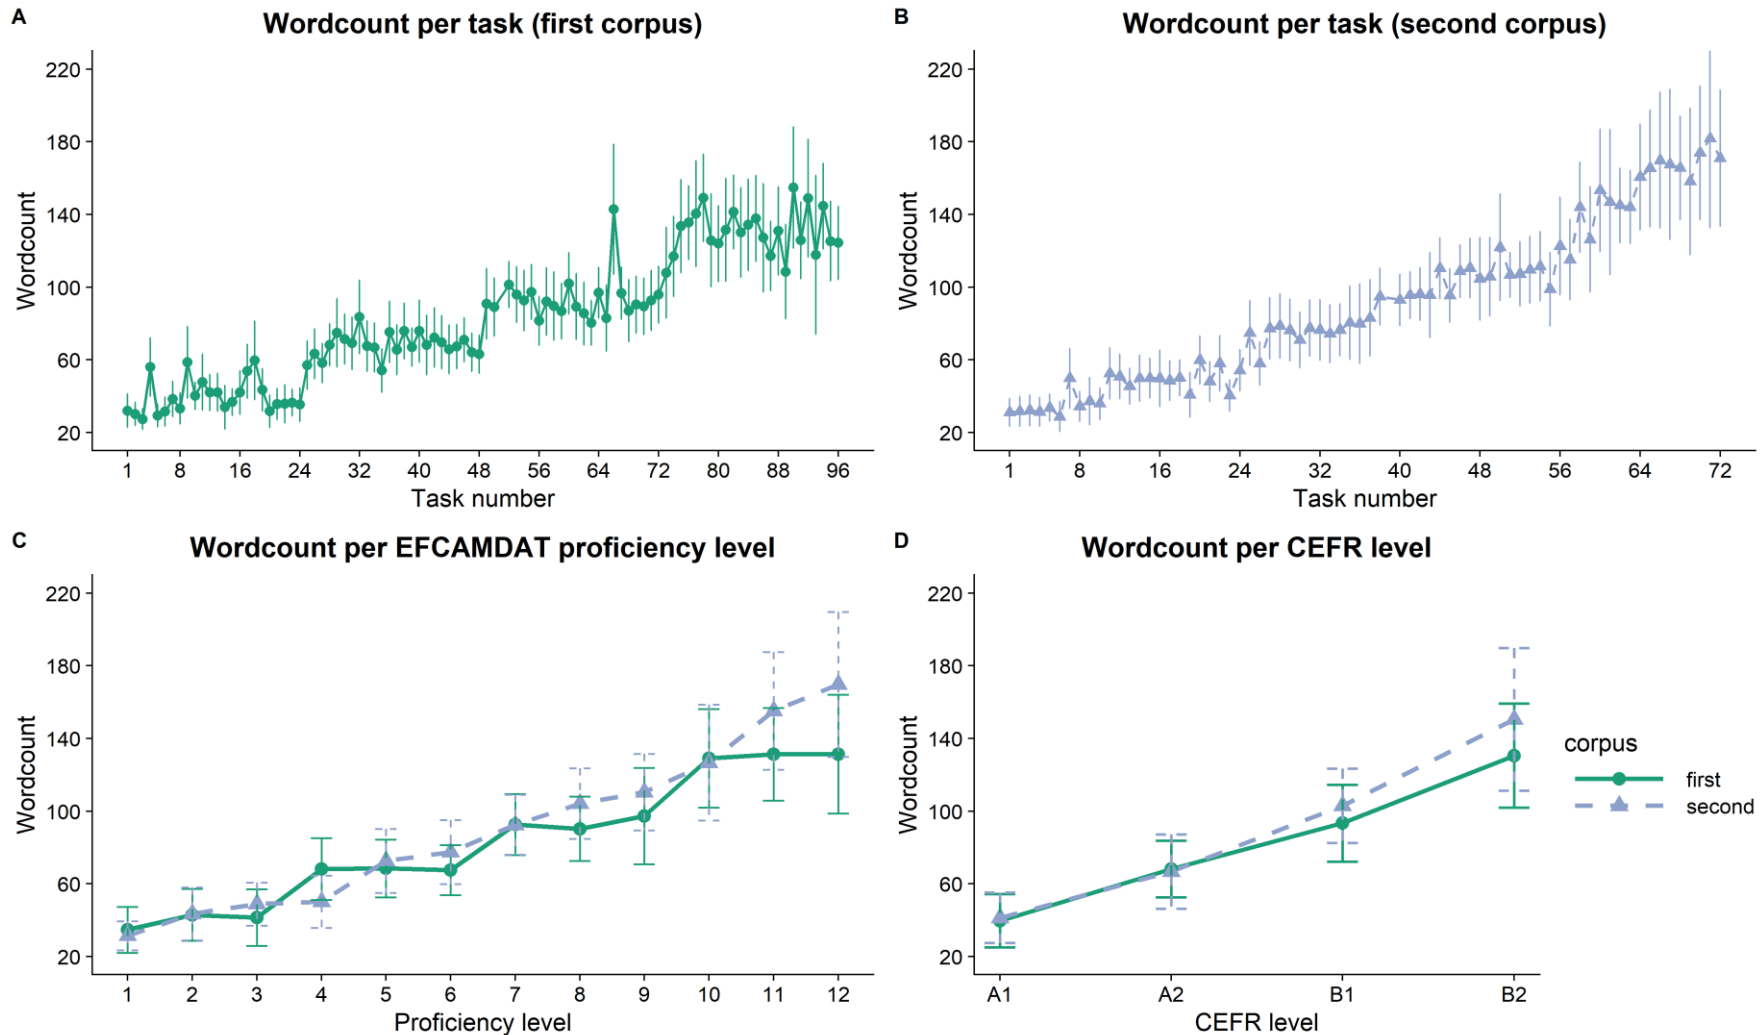 A
Wordcount per task (first corpus)
220
180
140
100
60
20
Wordcount
1 8 16 24 32 40 48 56 64 72 80 88 96
Task number
B
Wordcount per task (second corpus)
220
180
140
100
60
20
Wordcount
1 8 16 24 32 40 48 56 64 72
Task number
C
Wordcount per EFCAMDAT proficiency level
220
180
140
100
60
20
Wordcount
1 2 3 4 5 6 7 8 9 10 11 12
Proficiency level
D
Wordcount per CEFR level
220
180
140
100
60
20
Wordcount
A1 A2 B1 B2
CEFR level
corpus
first
second